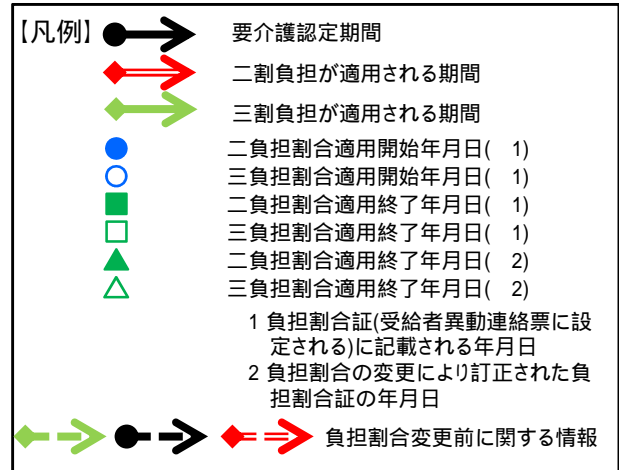 【凡例】
要介護認定期間
二割負担が適用される期間
三割負担が適用される期間
二負担割合適用開始年月日( 1)
三負担割合適用開始年月日( 1)
二負担割合適用終了年月日( 1)
三負担割合適用終了年月日( 1)
二負担割合適用終了年月日( 2)
三負担割合適用終了年月日( 2)
1 負担割合証(受給者異動連絡票に設
定される)に記載される年月日
2 負担割合の変更により訂正された負
担割合証の年月日
負担割合変更前に関する情報